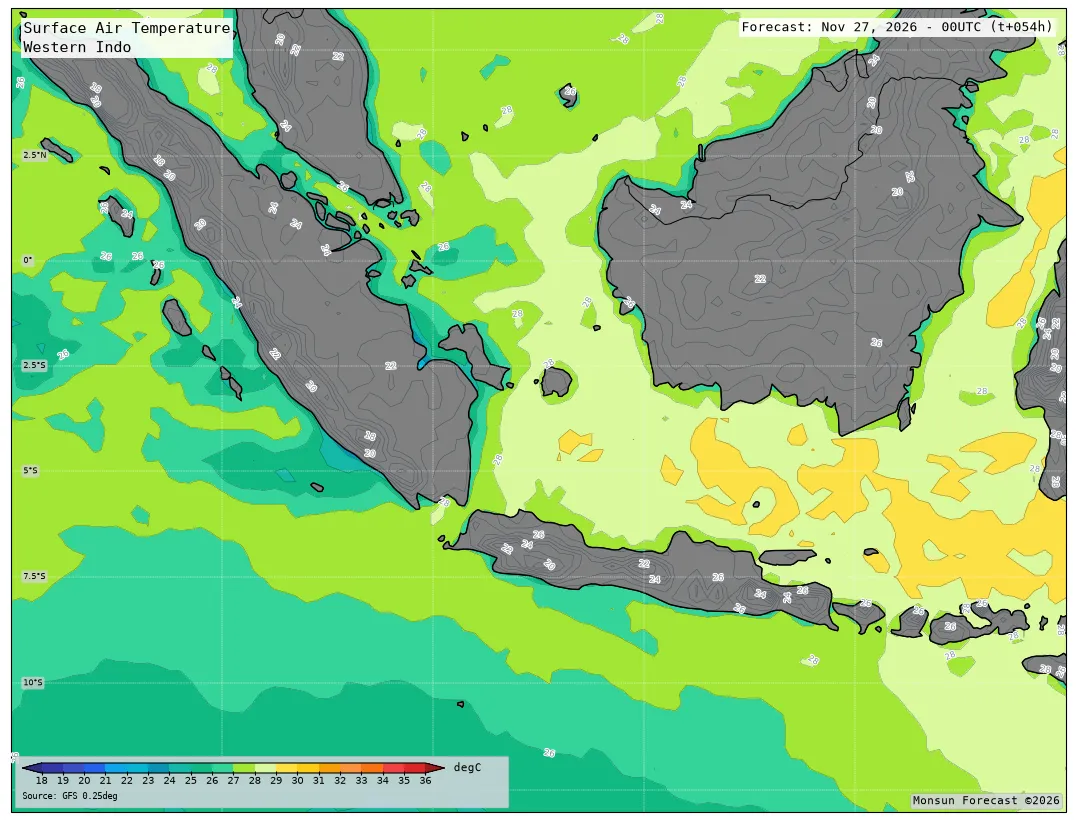 Surface Air Temperature
Western Indo
Forecast: Nov 27, 2026 - 00UTC (t+054h)
2.5°N
0°
2.5°S
5°S
7.5°S
10°S
18 19 20 21 22 23 24 25 26 27 28 29 30 31 32 33 34 35 36 degC
Source: GFS 0.25deg
Monsun Forecast ©2026